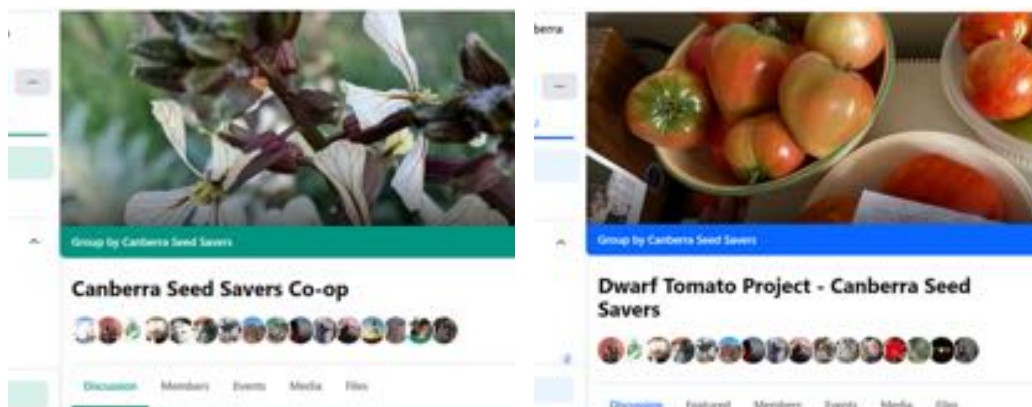 Group by Canberra Seed Savers
Canberra Seed Savers Co-op
Discussion Members Events Media Files
berra
Group by Canberra Seed Savers
Dwarf Tomato Project - Canberra Seed
Savers
Discussion Featured Members Events Media Files